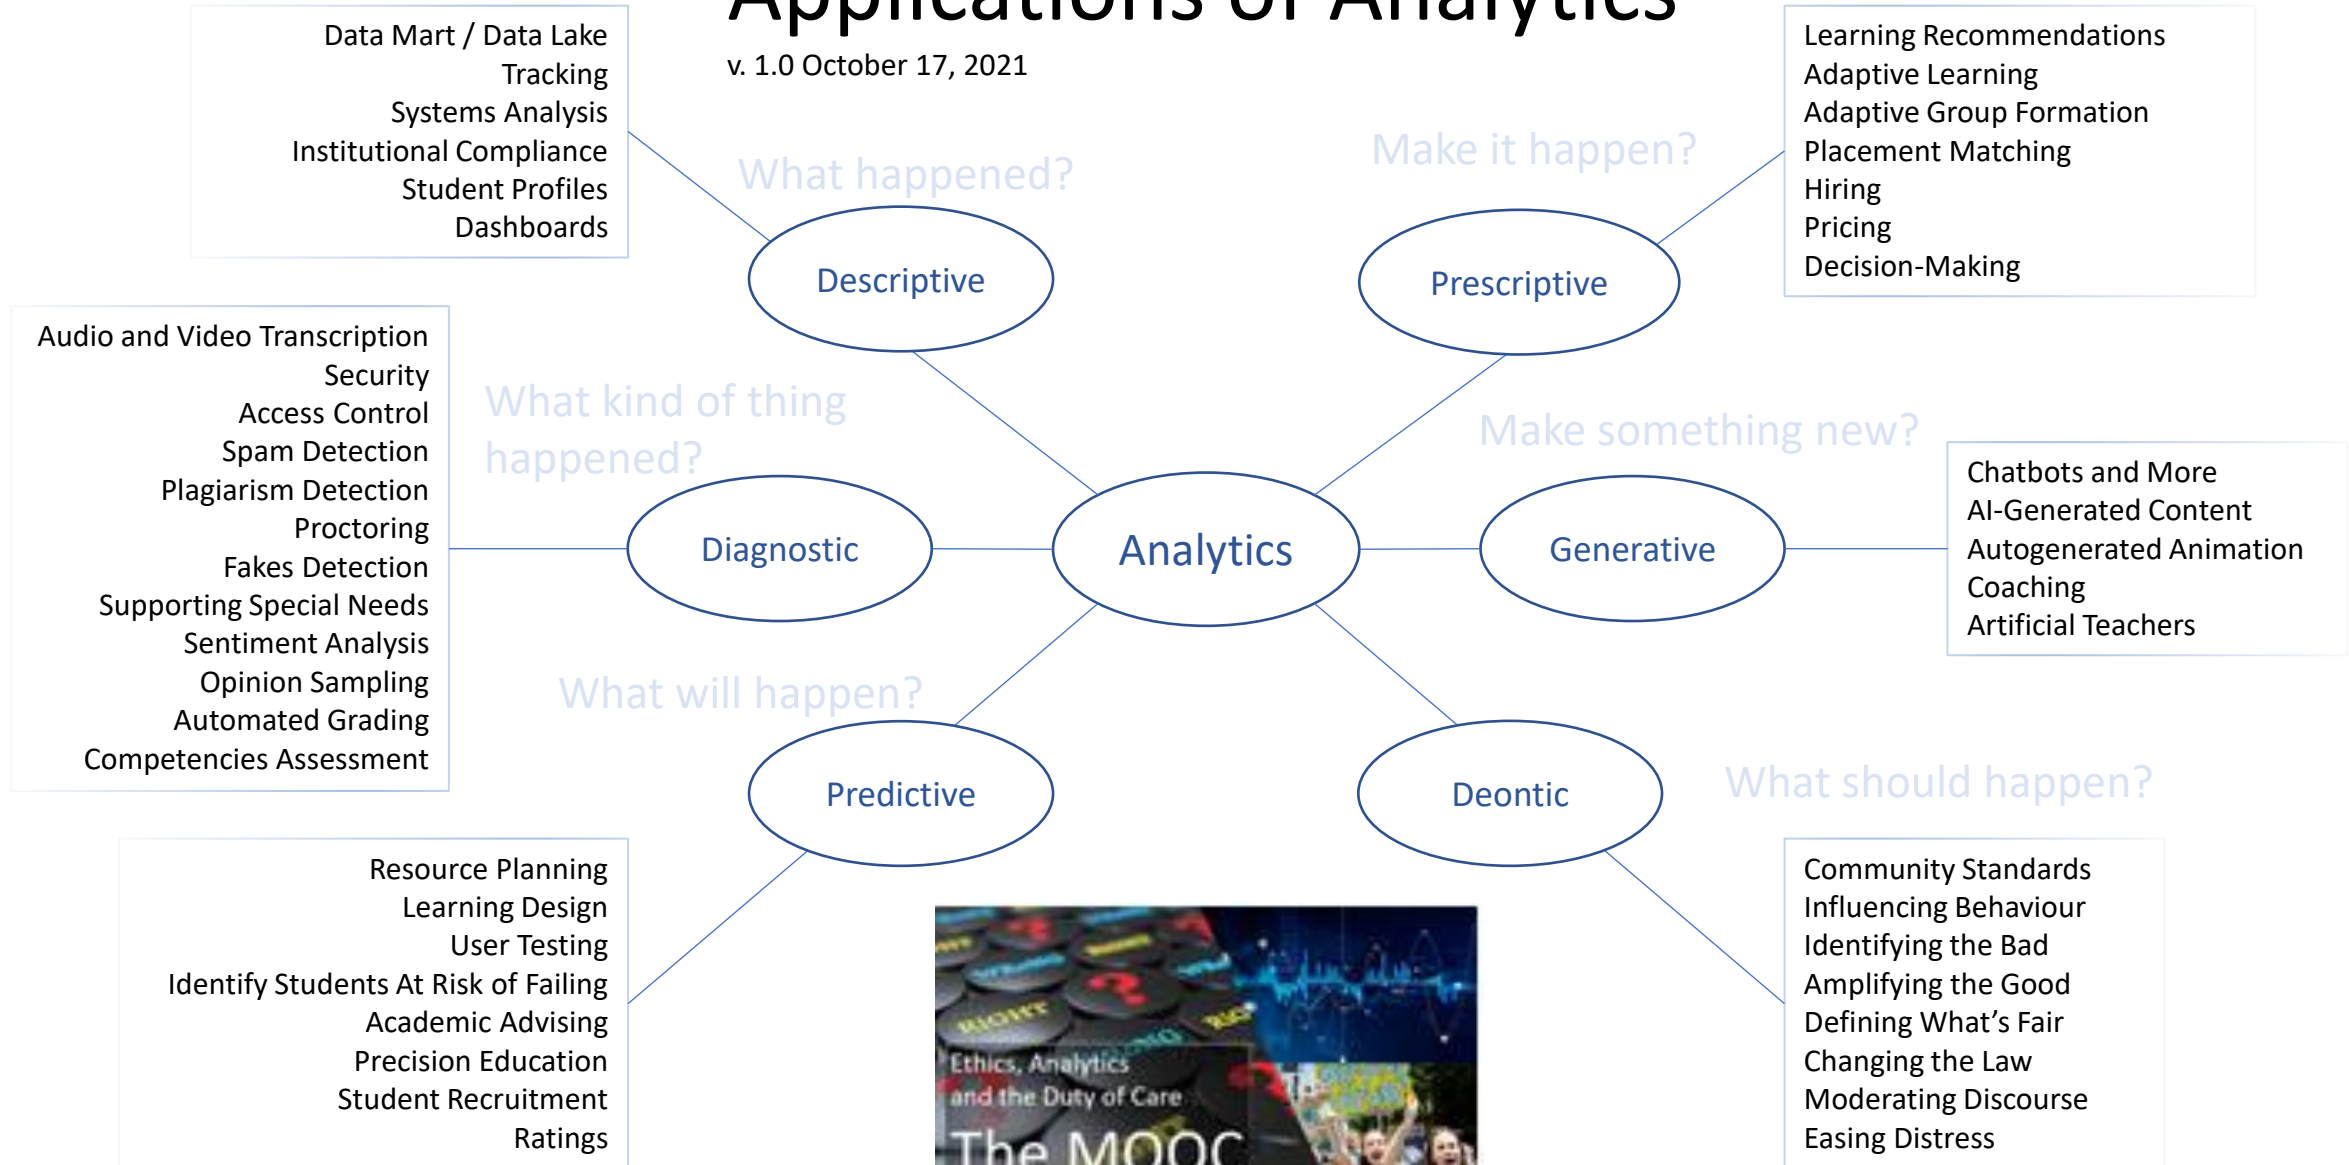 Applications of Analytics
v. 1.0 October 17, 2021
Data Mart / Data Lake
Tracking
Systems Analysis
Institutional Compliance
Student Profiles
Dashboards
What happened?
Descriptive
Make it happen?
Prescriptive
Learning Recommendations
Adaptive Learning
Adaptive Group Formation
Placement Matching
Hiring
Pricing
Decision-Making
Audio and Video Transcription
Security
Access Control
Spam Detection
Plagiarism Detection
Proctoring
Fakes Detection
Supporting Special Needs
Sentiment Analysis
Opinion Sampling
Automated Grading
Competencies Assessment
What kind of thing
happened?
Diagnostic
Analytics
Make something new?
Generative
Chatbots and More
AI-Generated Content
Autogenerated Animation
Coaching
Artificial Teachers
What will happen?
Predictive
Resource Planning
Learning Design
User Testing
Identify Students At Risk of Failing
Academic Advising
Precision Education
Student Recruitment
Ratings
What should happen?
Deontic
Community Standards
Influencing Behaviour
Identifying the Bad
Amplifying the Good
Defining What's Fair
Changing the Law
Moderating Discourse
Easing Distress
?
RIGHT
Ethics, Analytics
and the Duty of Care
The MOOC